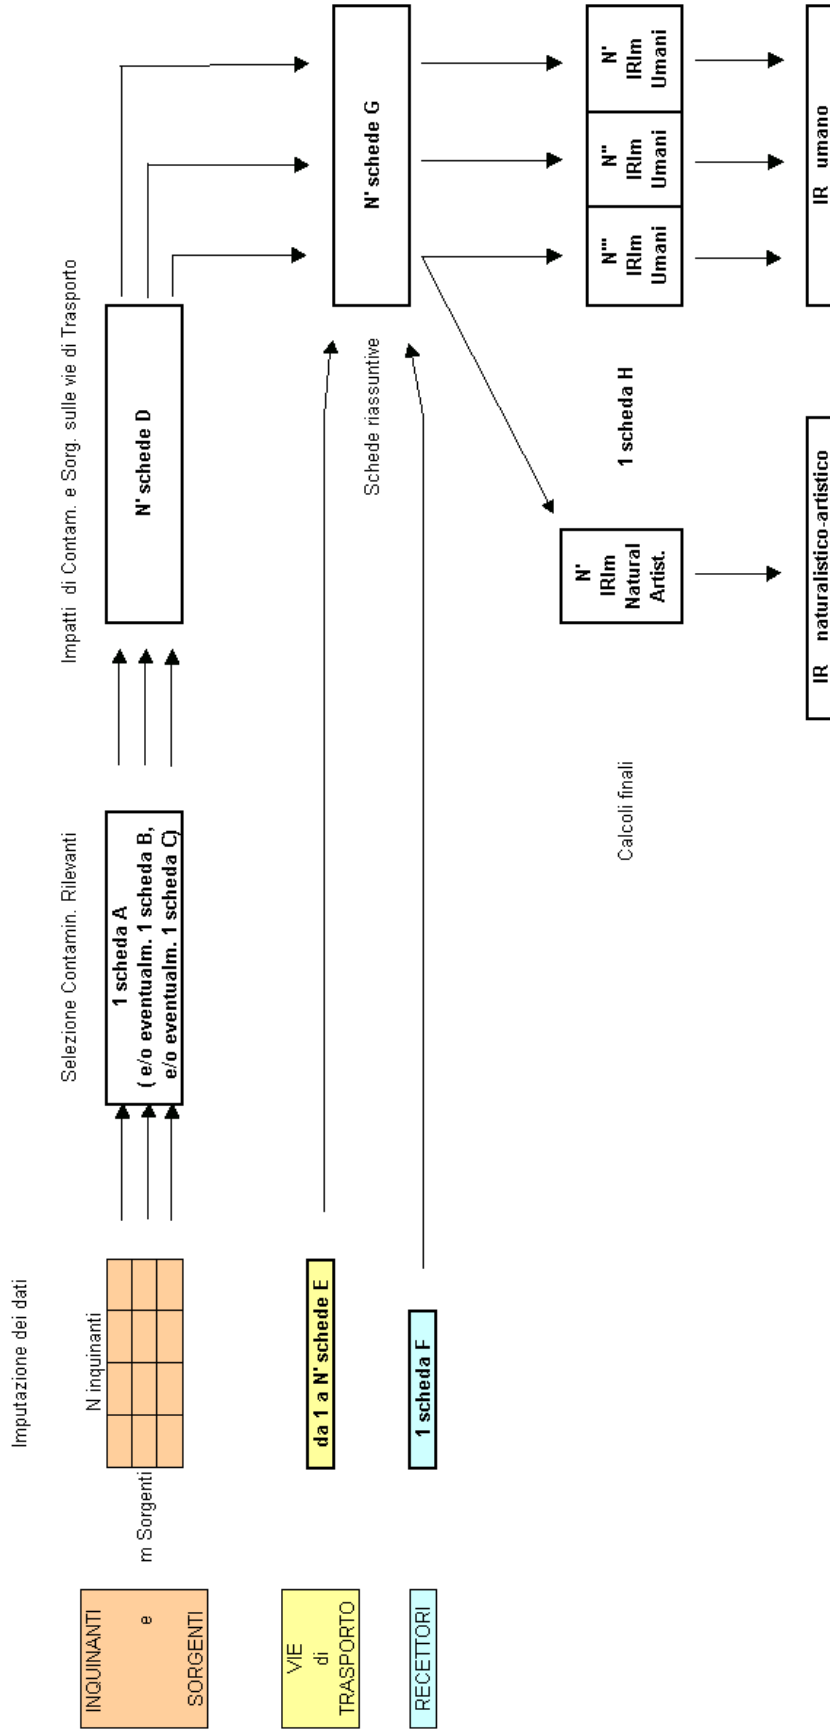 Imputazione dei dati
Selezione Contamin. Rilevanti
Impatti di Contam. e Sorg. sulle vie di Trasporto
INQUINANTI
e
SORGENTI
m Sorgenti
N inquinanti
1 scheda A
( e/o eventualm. 1 scheda B,
e/o eventualm. 1 scheda C)
N' schede D
VIE
di
TRASPORTO
da 1 a N' schede E
Schede riassuntive
N' schede G
RECETTORI
1 scheda F
Calcoli finali
N'
IRIm
Natural
Artist.
1 scheda H
N'''
IRIm
Umani
N''
IRIm
Umani
N'
IRIm
Umani
IR naturalistico-artistico
IR umano